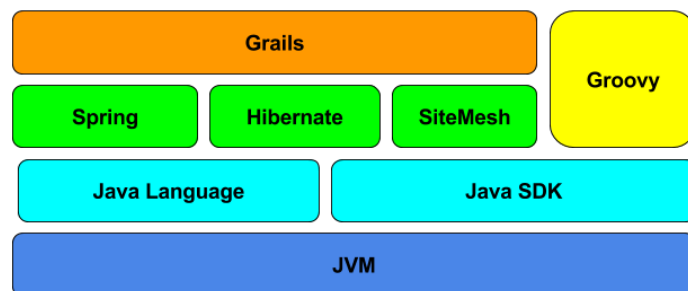 Grails
Groovy
Spring
Hibernate
SiteMesh
Java Language
Java SDK
JVM